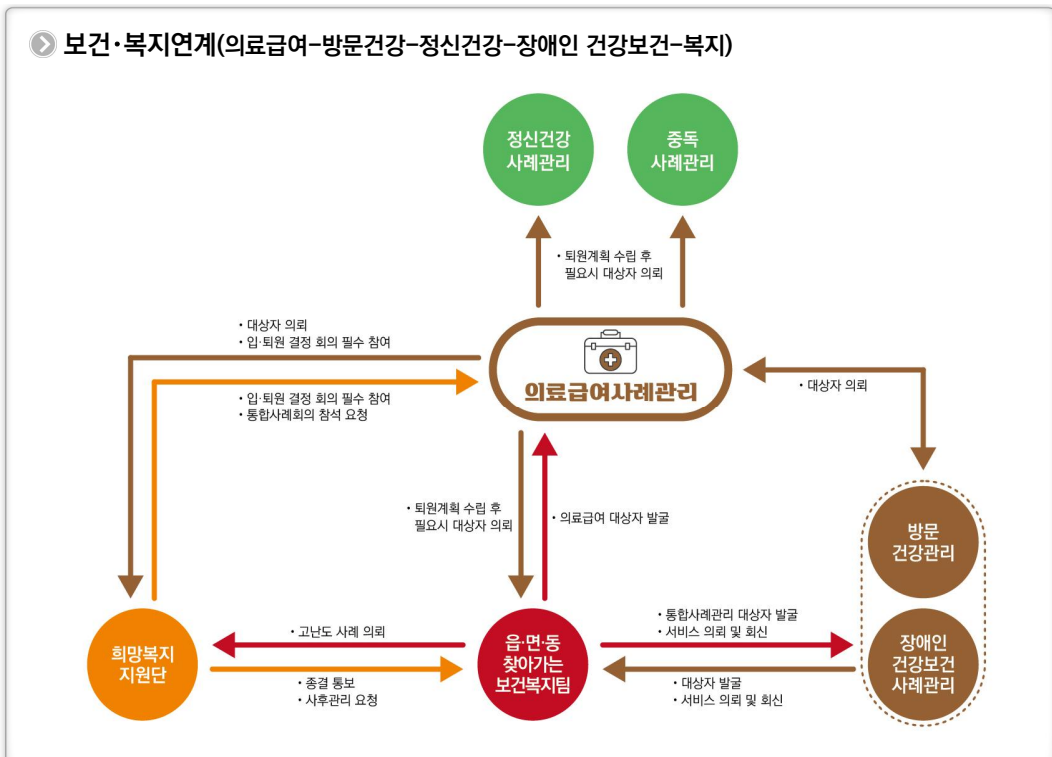 보건·복지연계(의료급여-방문건강-정신건강-장애인 건강보건-복지)
정신건강
사례관리
중독
사례관리
• 퇴원계획 수립 후
필요시 대상자 의뢰
• 대상자 의뢰
• 입·퇴원 결정 회의 필수 참여
의료급여사례관리
• 대상자 의뢰
• 입·퇴원 결정 회의 필수 참여
• 통합사례회의 참석 요청
• 퇴원계획 수립 후
필요시 대상자 의뢰
• 의료급여 대상자 발굴
방문
건강관리
희망복지
지원단
• 고난도 사례 의뢰
• 종결 통보
• 사후관리 요청
읍·면·동
찾아가는
보건복지팀
• 통합사례관리 대상자 발굴
• 서비스 의뢰 및 회신
• 대상자 발굴
• 서비스 의뢰 및 회신
장애인
건강보건
사례관리